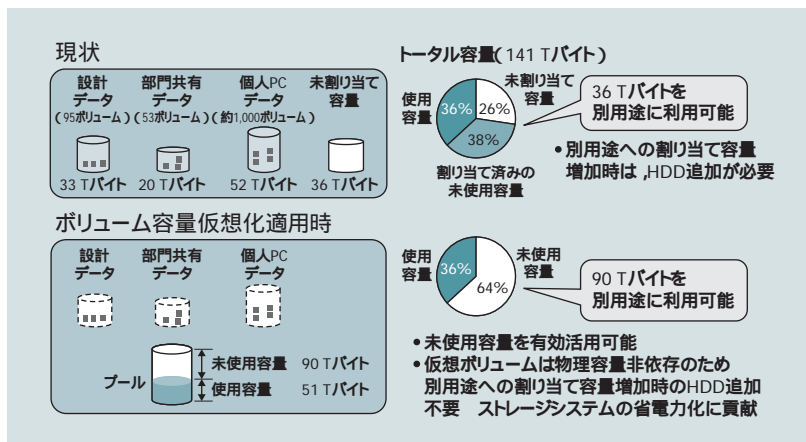 現状
設計
データ
(95ボリューム)
部門共有
データ
(53ボリューム)
個人PC
データ
(約1,000ボリューム)
未割り当て
容量
33 Tバイト
20 Tバイト
52 Tバイト
36 Tバイト
トータル容量(141 Tバイト)
使用
容量
36%
26%
38%
未割り当て
容量
割り当て済みの
未使用容量
36 Tバイトを
別用途に利用可能
•別用途への割り当て容量
増加時は,HDD追加が必要
ボリューム容量仮想化適用時
設計
データ
部門共有
データ
個人PC
データ
プール
未使用容量 90 Tバイト
使用容量 51 Tバイト
使用
容量
36%
64%
未使用
容量
90 Tバイトを
別用途に利用可能
•未使用容量を有効活用可能
•仮想ボリュームは物理容量非依存のため
別用途への割り当て容量増加時のHDD追加
不要 ストレージシステムの省電力化に貢献